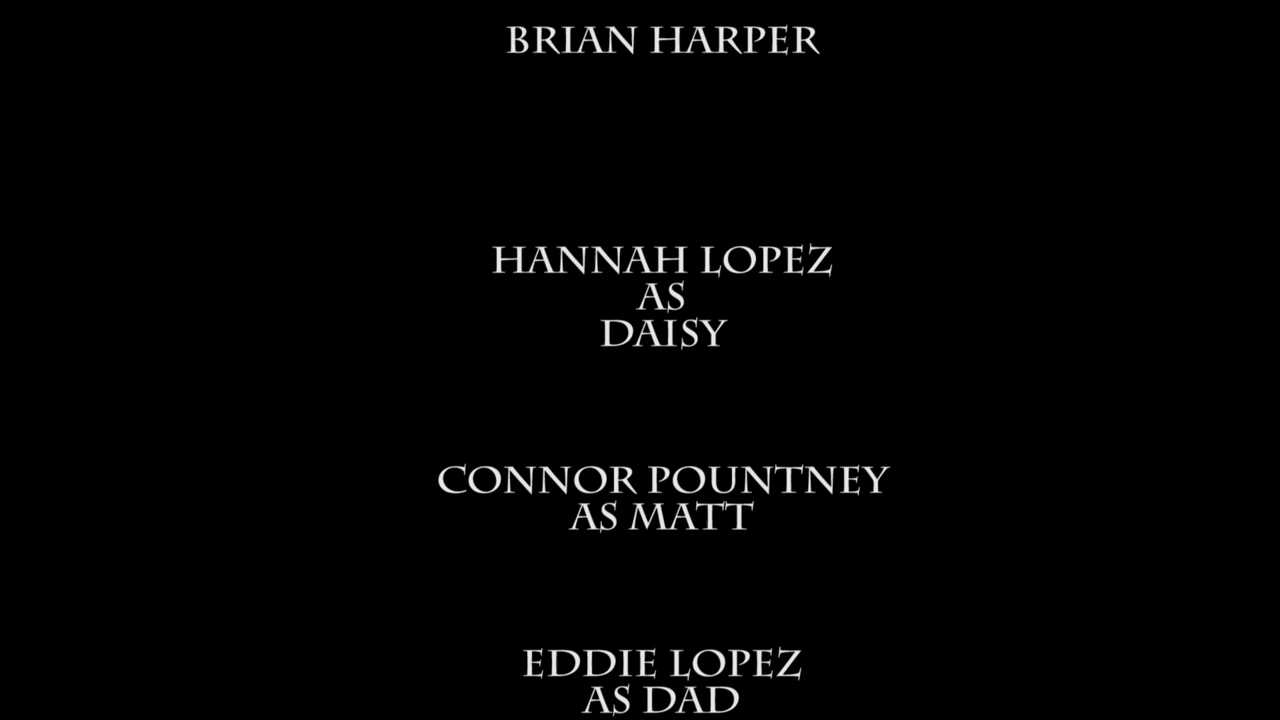 BRIAN HARPER
HANNAH LOPEZ
AS
DAISY
CONNOR POUNTNEY
AS MATT
EDDIE LOPEZ
AS DAD